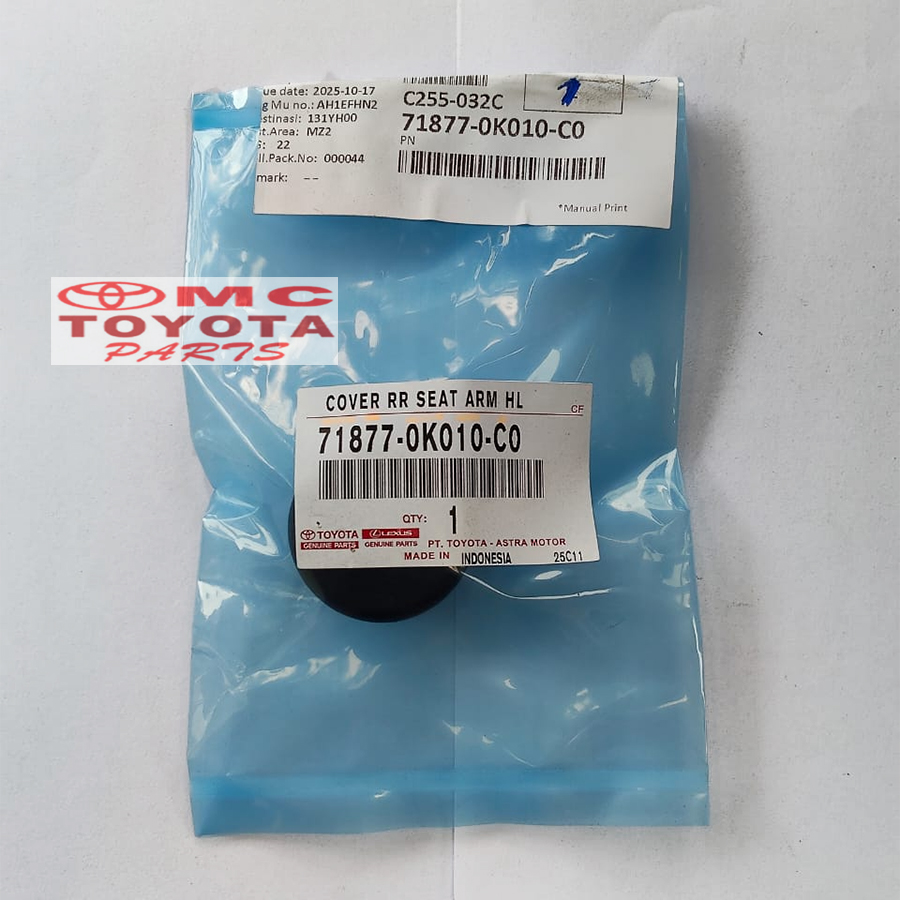 ue date: 2025-10-17
g Mu no.: AH1EFHN2
stinasi: 131YH00
t.Area: MZ2
S: 22
ll.Pack.No: 000044
mark: --
1
C255-032C
71877-0K010-C0
PN
*Manual Print
MC
TOYOTA
PARTS
COVER RR SEAT ARM HL
CF
71877-0K010-C0
QTY: 1
TOYOTA
GENUINE PARTS
LEXUS
GENUINE PARTS
PT. TOYOTA - ASTRA MOTOR
MADE IN INDONESIA 25C11